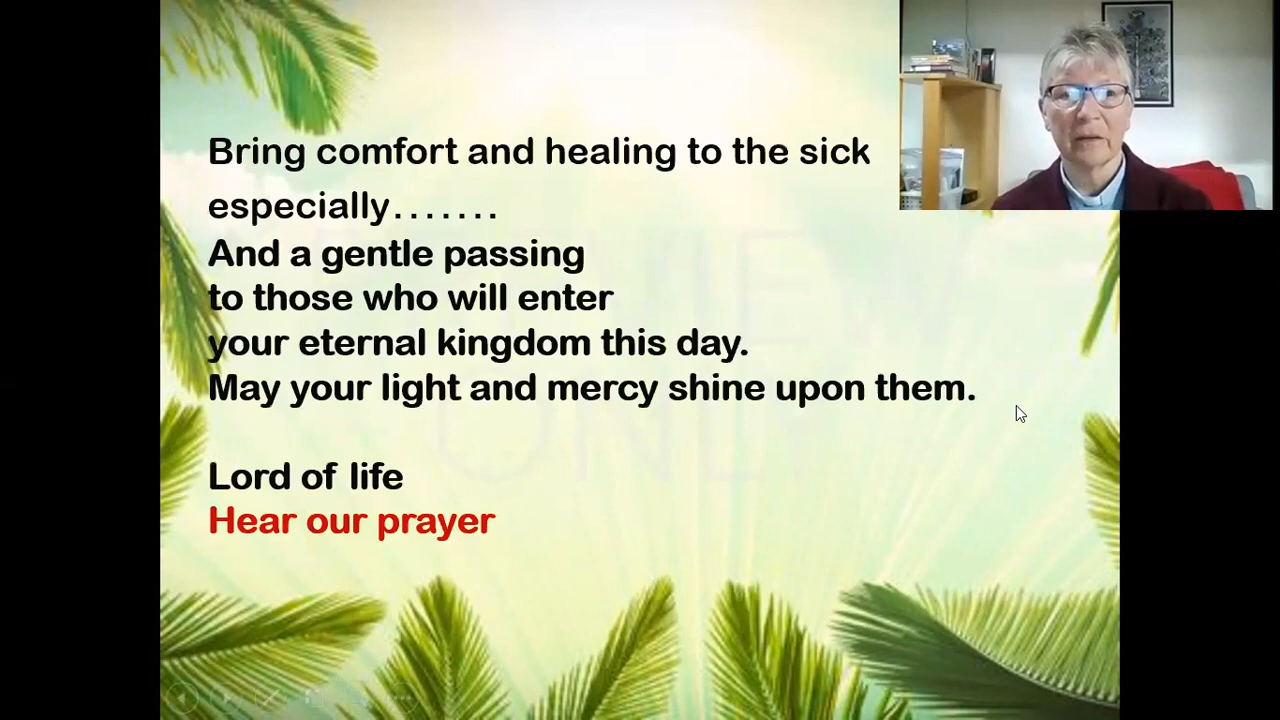 Bring comfort and healing to the sick
especially.......
And a gentle passing
to those who will enter
your eternal kingdom this day.
May your light and mercy shine upon them.
Lord of life
Hear our prayer